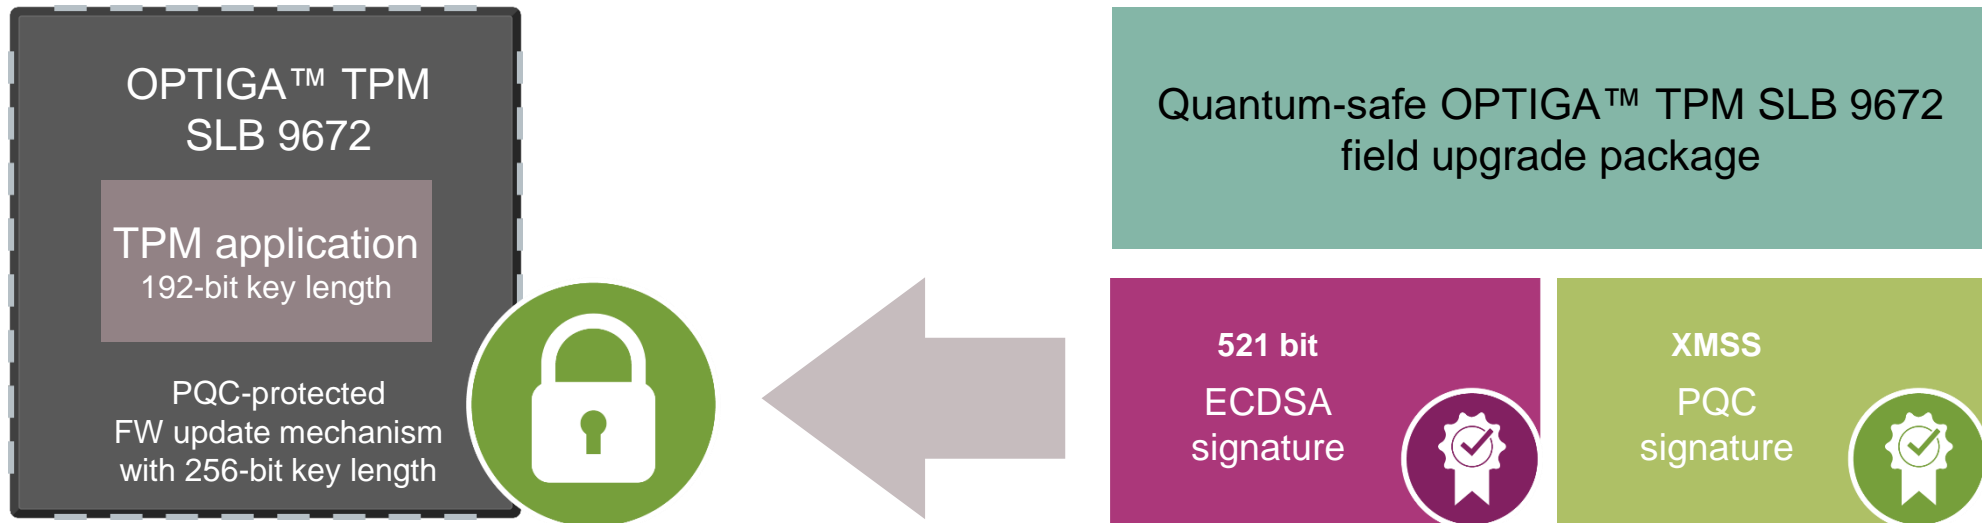 OPTIGA™ TPM
SLB 9672
TPM application
192-bit key length
PQC-protected
FW update mechanism
with 256-bit key length
Quantum-safe OPTIGA™ TPM SLB 9672
field upgrade package
521 bit
ECDSA
signature
XMSS
PQC
signature